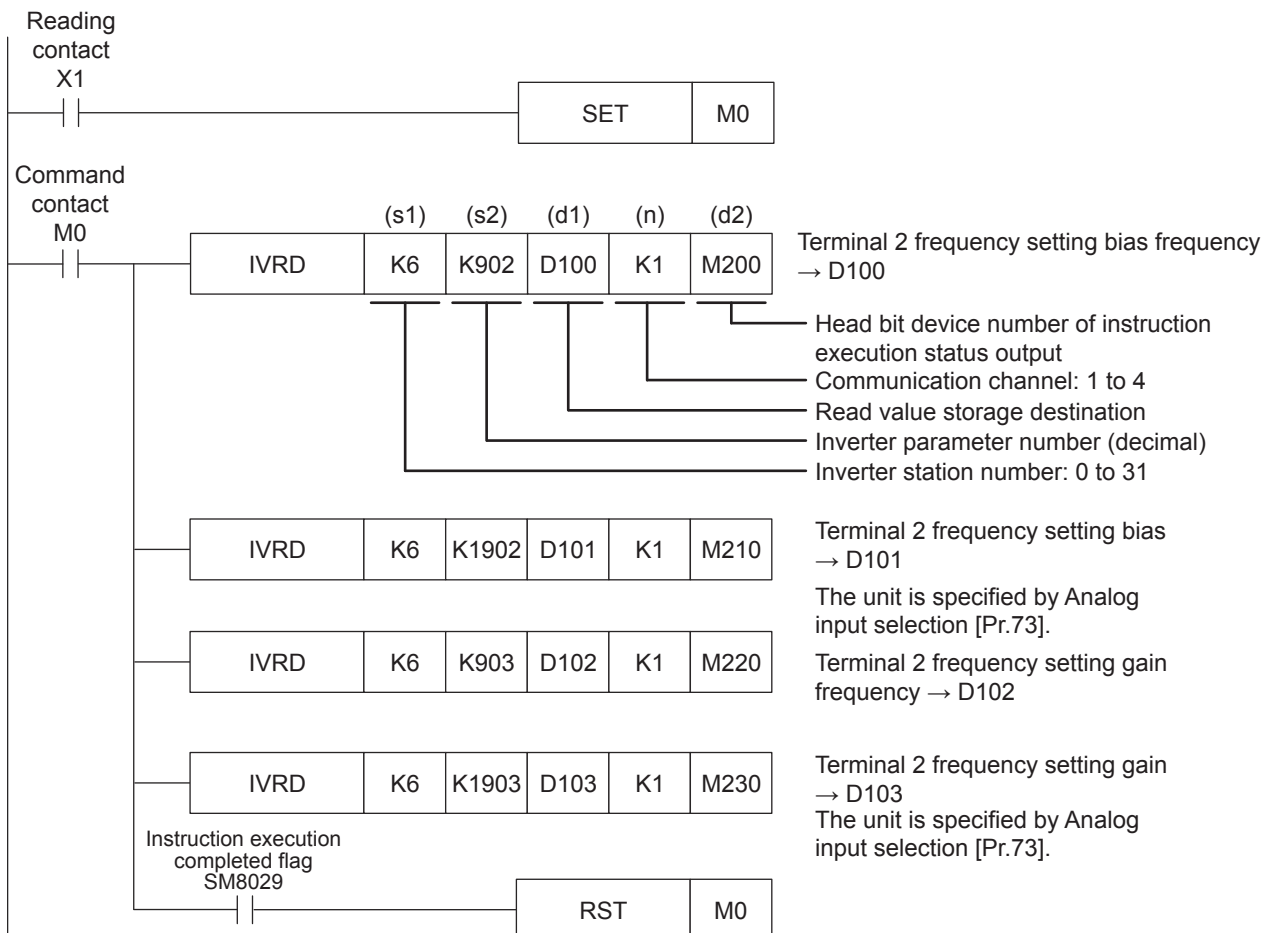 Reading
contact
X1
SET M0
Command
contact
M0
(s1) (s2) (d1) (n) (d2)
IVRD K6 K902 D100 K1 M200
Terminal 2 frequency setting bias frequency
→ D100
Head bit device number of instruction
execution status output
Communication channel: 1 to 4
Read value storage destination
Inverter parameter number (decimal)
Inverter station number: 0 to 31
IVRD K6 K1902 D101 K1 M210
Terminal 2 frequency setting bias
→ D101
The unit is specified by Analog
input selection [Pr.73].
IVRD K6 K903 D102 K1 M220
Terminal 2 frequency setting gain
frequency → D102
IVRD K6 K1903 D103 K1 M230
Terminal 2 frequency setting gain
→ D103
The unit is specified by Analog
input selection [Pr.73].
Instruction execution
completed flag
SM8029
RST M0